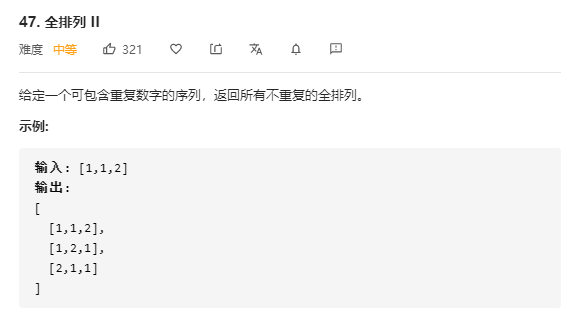 47. 全排列 II
难度 中等 321
给定一个可包含重复数字的序列，返回所有不重复的全排列。
示例:
输入: [1,1,2]
输出:
[
[1,1,2],
[1,2,1],
[2,1,1]
]